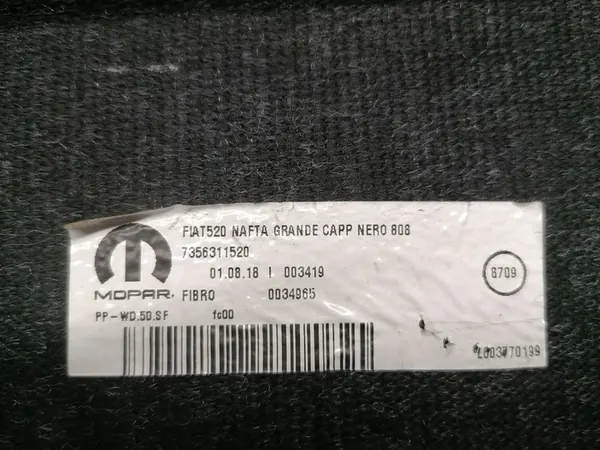 FIAT520 NAFTA GRANDE CAPP NERO 808
7356311520
01.08.18 I 003419
8709
MOPAR. FIBRO 0034965
PP-WD.50.SF fc00
L003770199